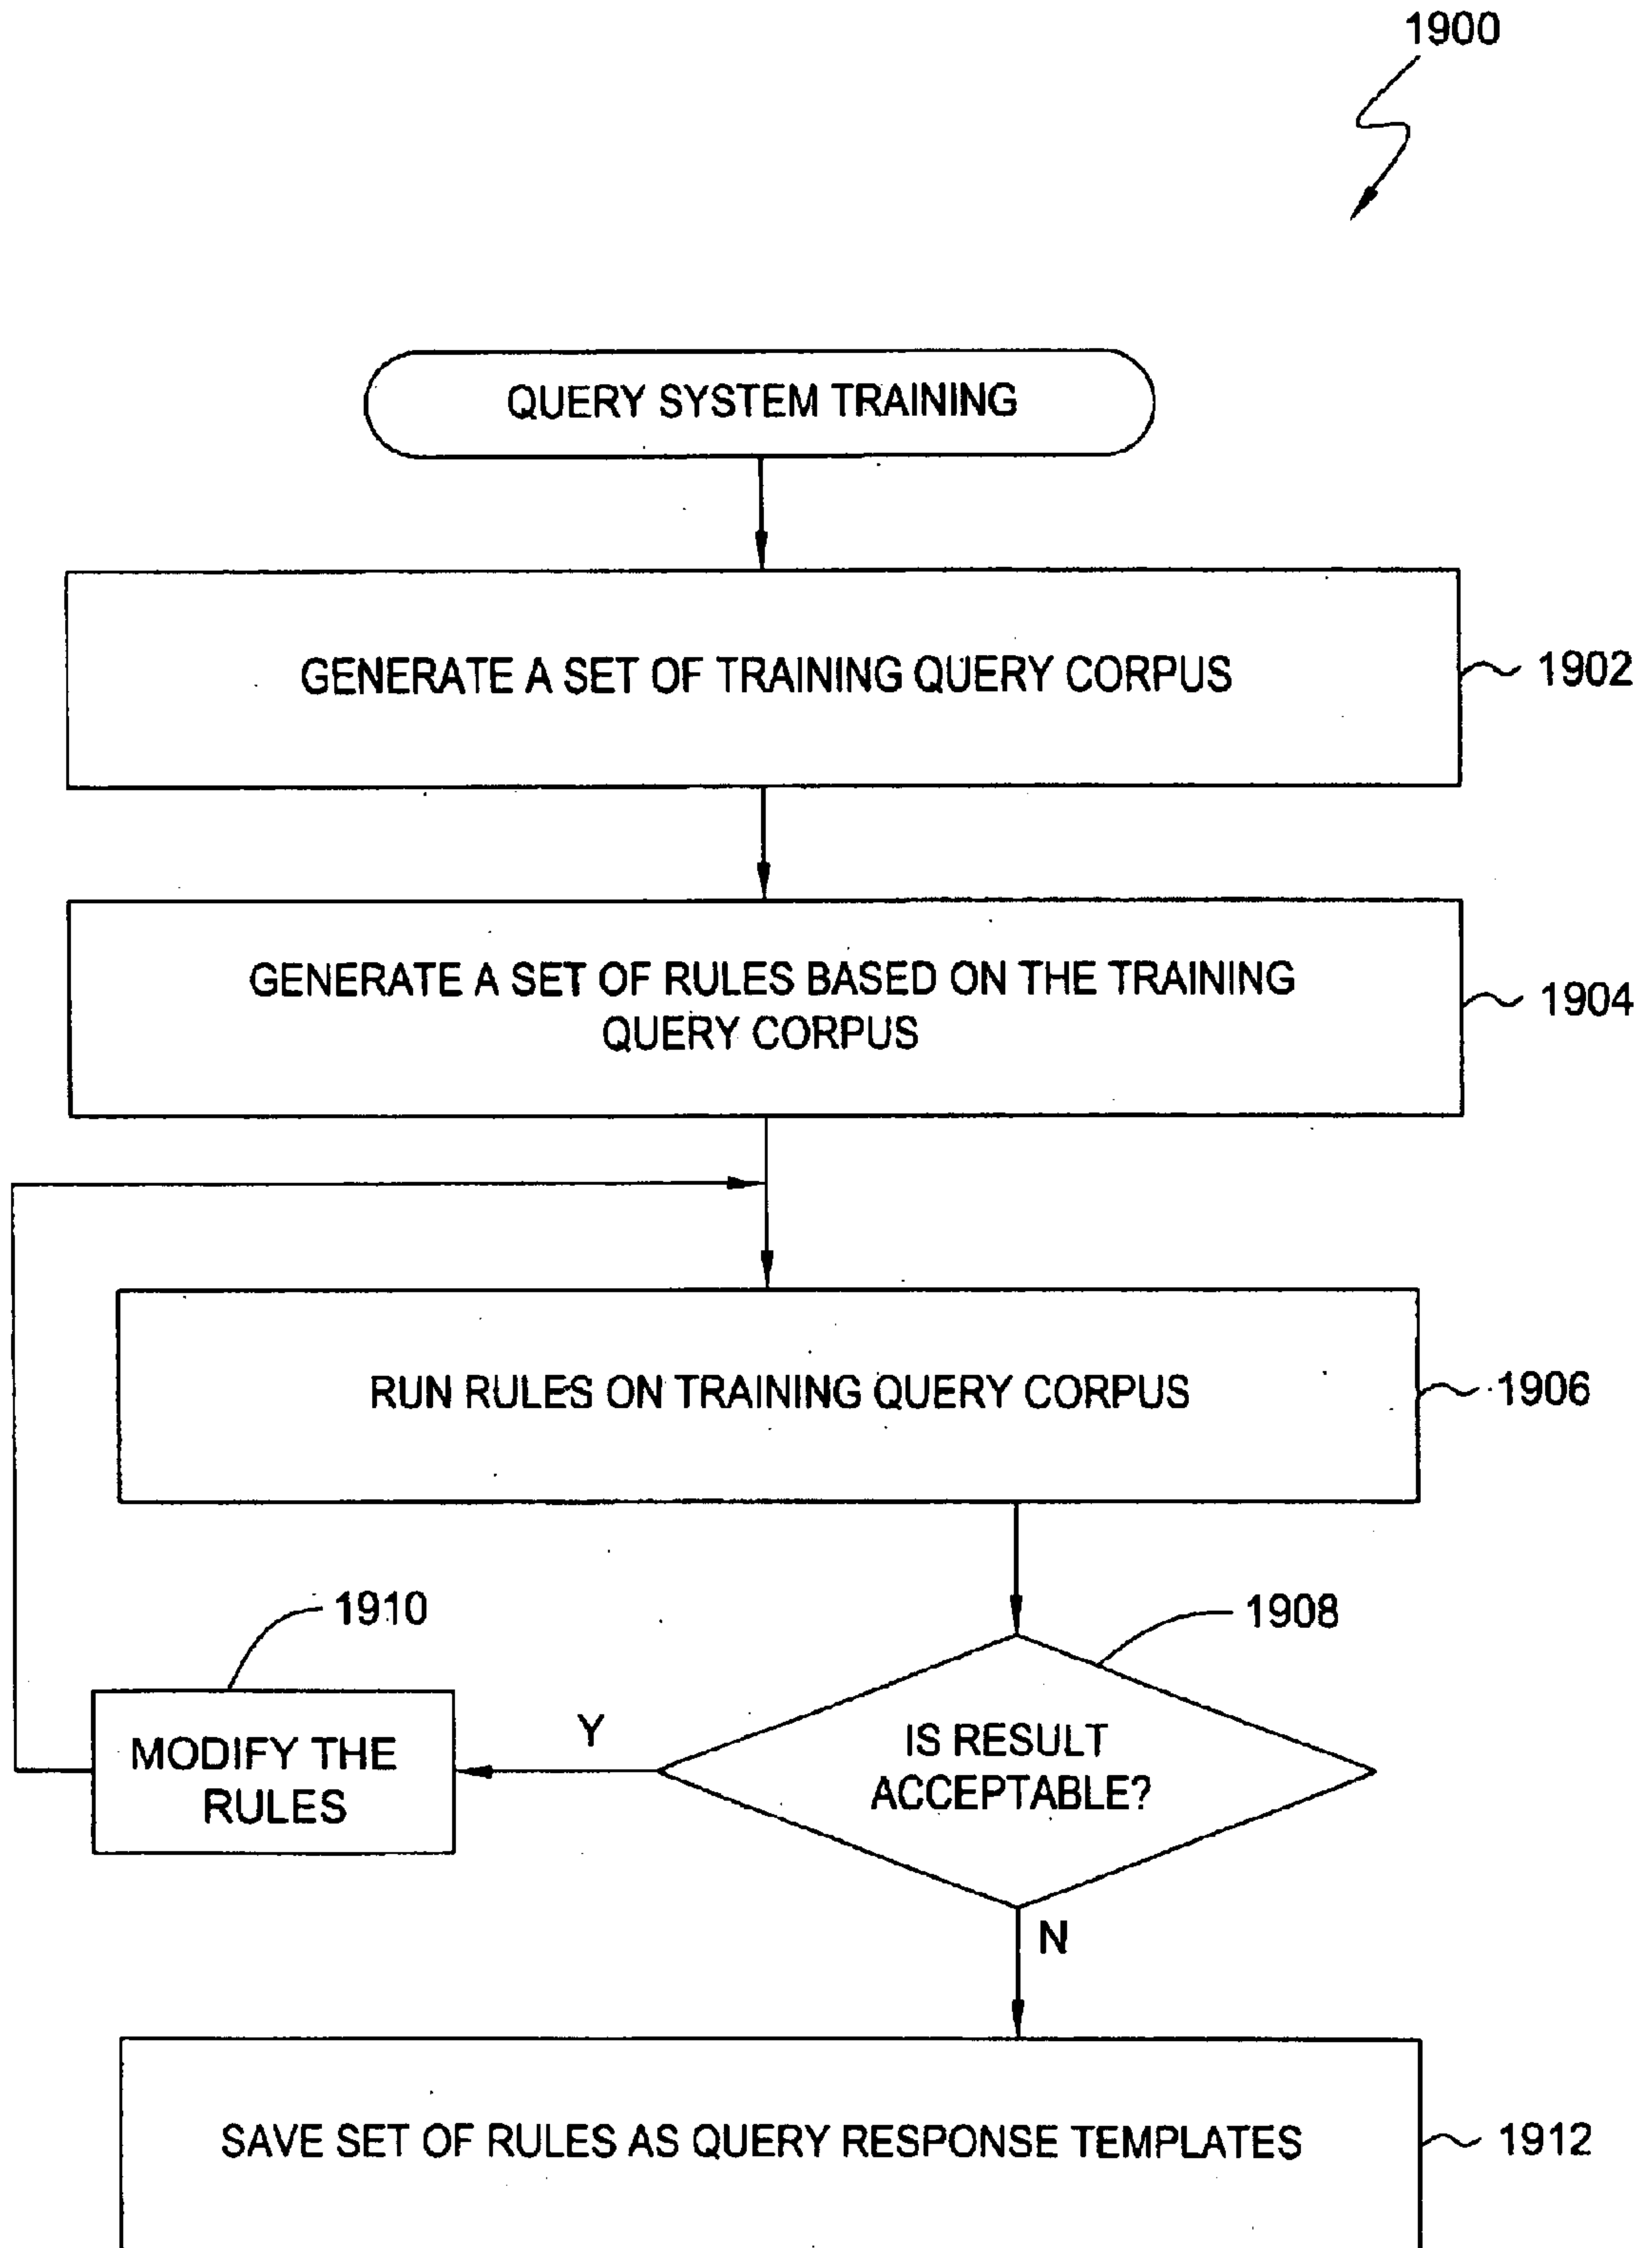 1900
QUERY SYSTEM TRAINING
GENERATE A SET OF TRAINING QUERY CORPUS
1902
GENERATE A SET OF RULES BASED ON THE TRAINING
QUERY CORPUS
1904
RUN RULES ON TRAINING QUERY CORPUS
1906
1910
1908
MODIFY THE
RULES
Y
IS RESULT
ACCEPTABLE?
N
SAVE SET OF RULES AS QUERY RESPONSE TEMPLATES
1912